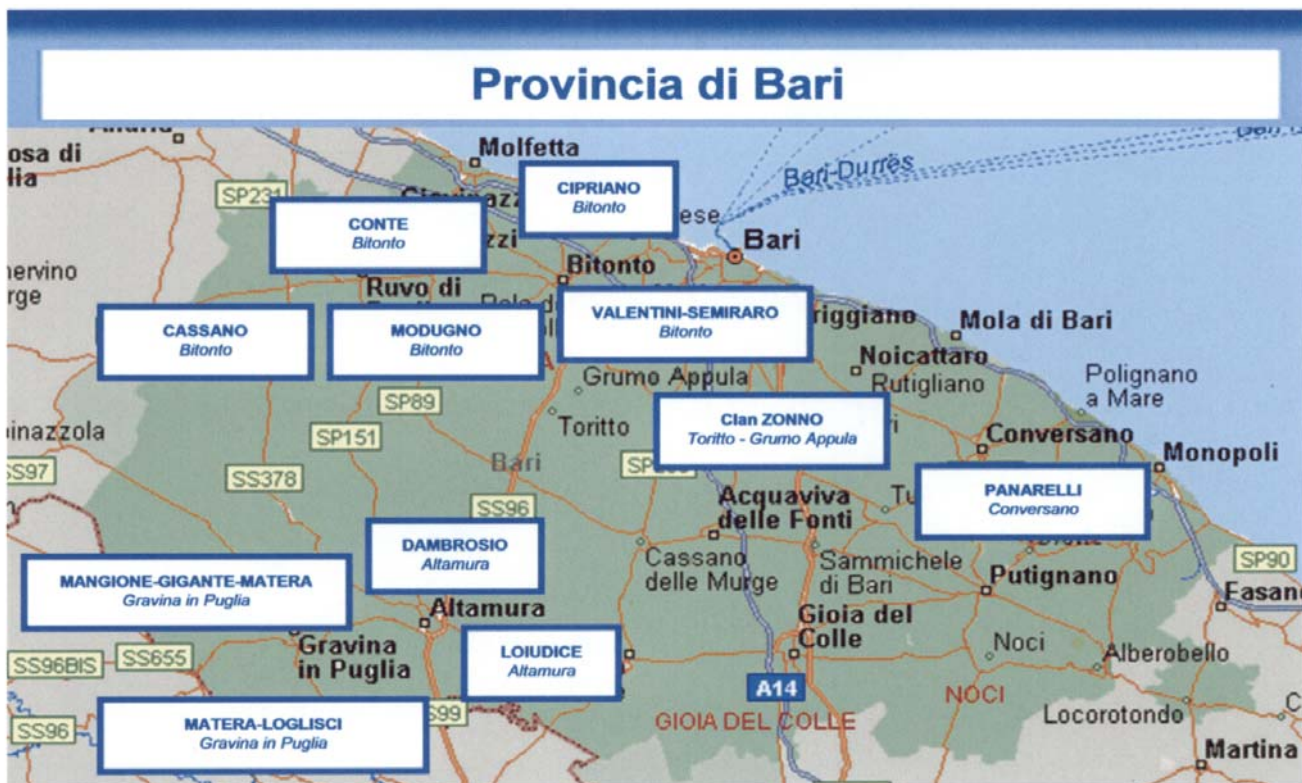 Provincia di Bari
Molfetta
Bari-Durrës
SP231
CIPRIANO
Bitonto
CONTE
Bitonto
Bari
Bitonto
Ruvo di
CASSANO
Bitonto
MODUGNO
Bitonto
VALENTINI-SEMIRARO
Bitonto
Mola di Bari
Noicattaro
Rutigliano
Grumo Appula
Polignano
a Mare
SP89
Toritto
SP151
Clan ZONNO
Toritto - Grumo Appula
Conversano
Monopoli
Bari
SS97
SS378
SS96
PANARELLI
Conversano
Acquaviva
delle Fonti
DAMBROSIO
Altamura
Cassano
delle Murge
Sammichele
di Bari
SP90
MANGIONE-GIGANTE-MATERA
Gravina in Puglia
Putignano
Fasano
Altamura
Gioia del
Colle
Gravina
in Puglia
LOIUDICE
Altamura
Noci
Alberobello
SS96BIS
SS655
A14
NOCI
Locorotondo
MATERA-LOGLISCI
Gravina in Puglia
S99
SS96
GIOIA DEL COLLE
Martina